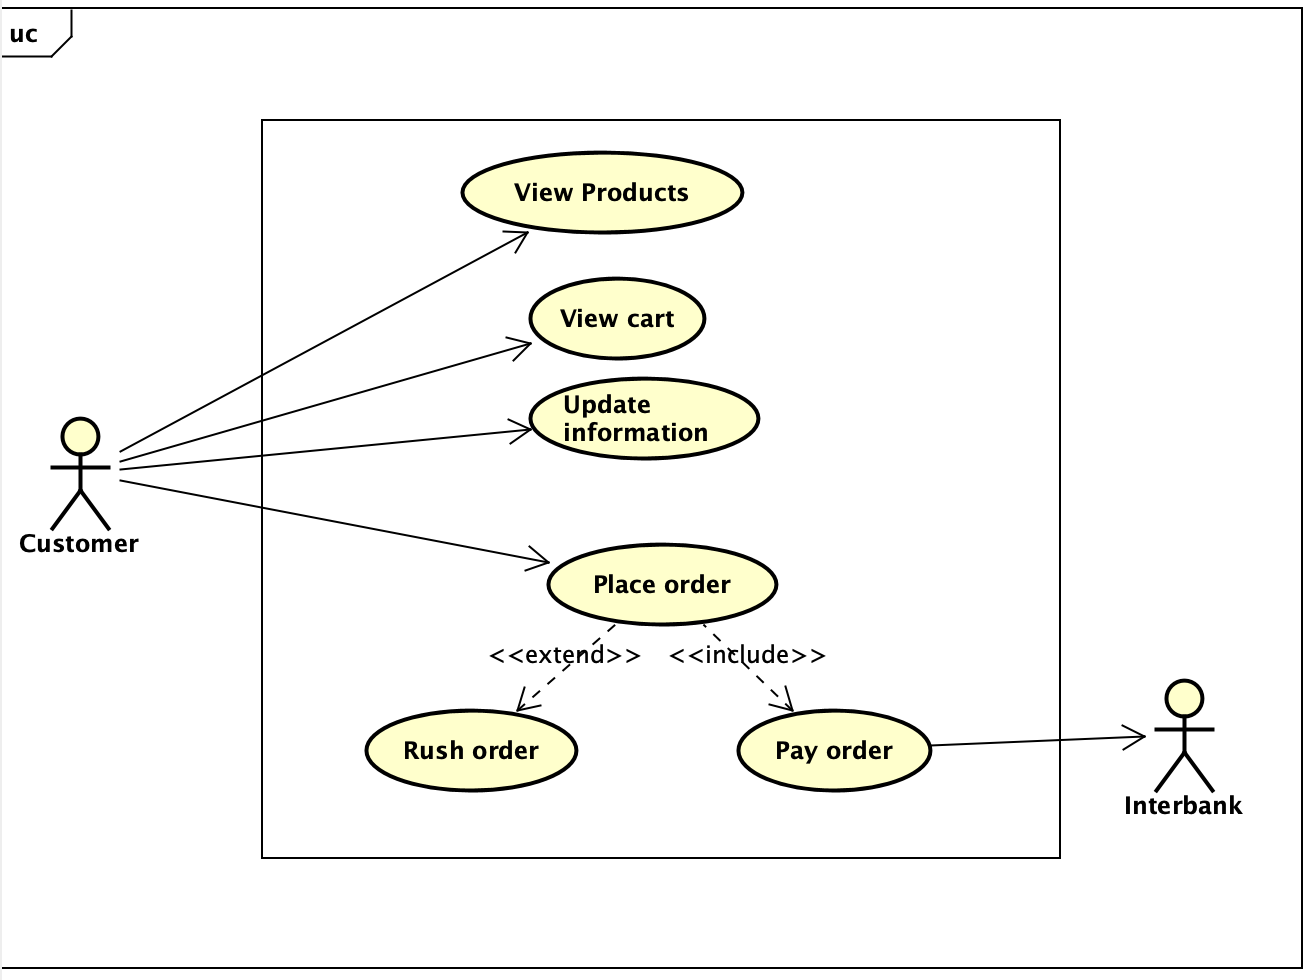 uc
View Products
View cart
Update
information
Customer
Place order
<<extend>> <<include>>
Rush order
Pay order
Interbank